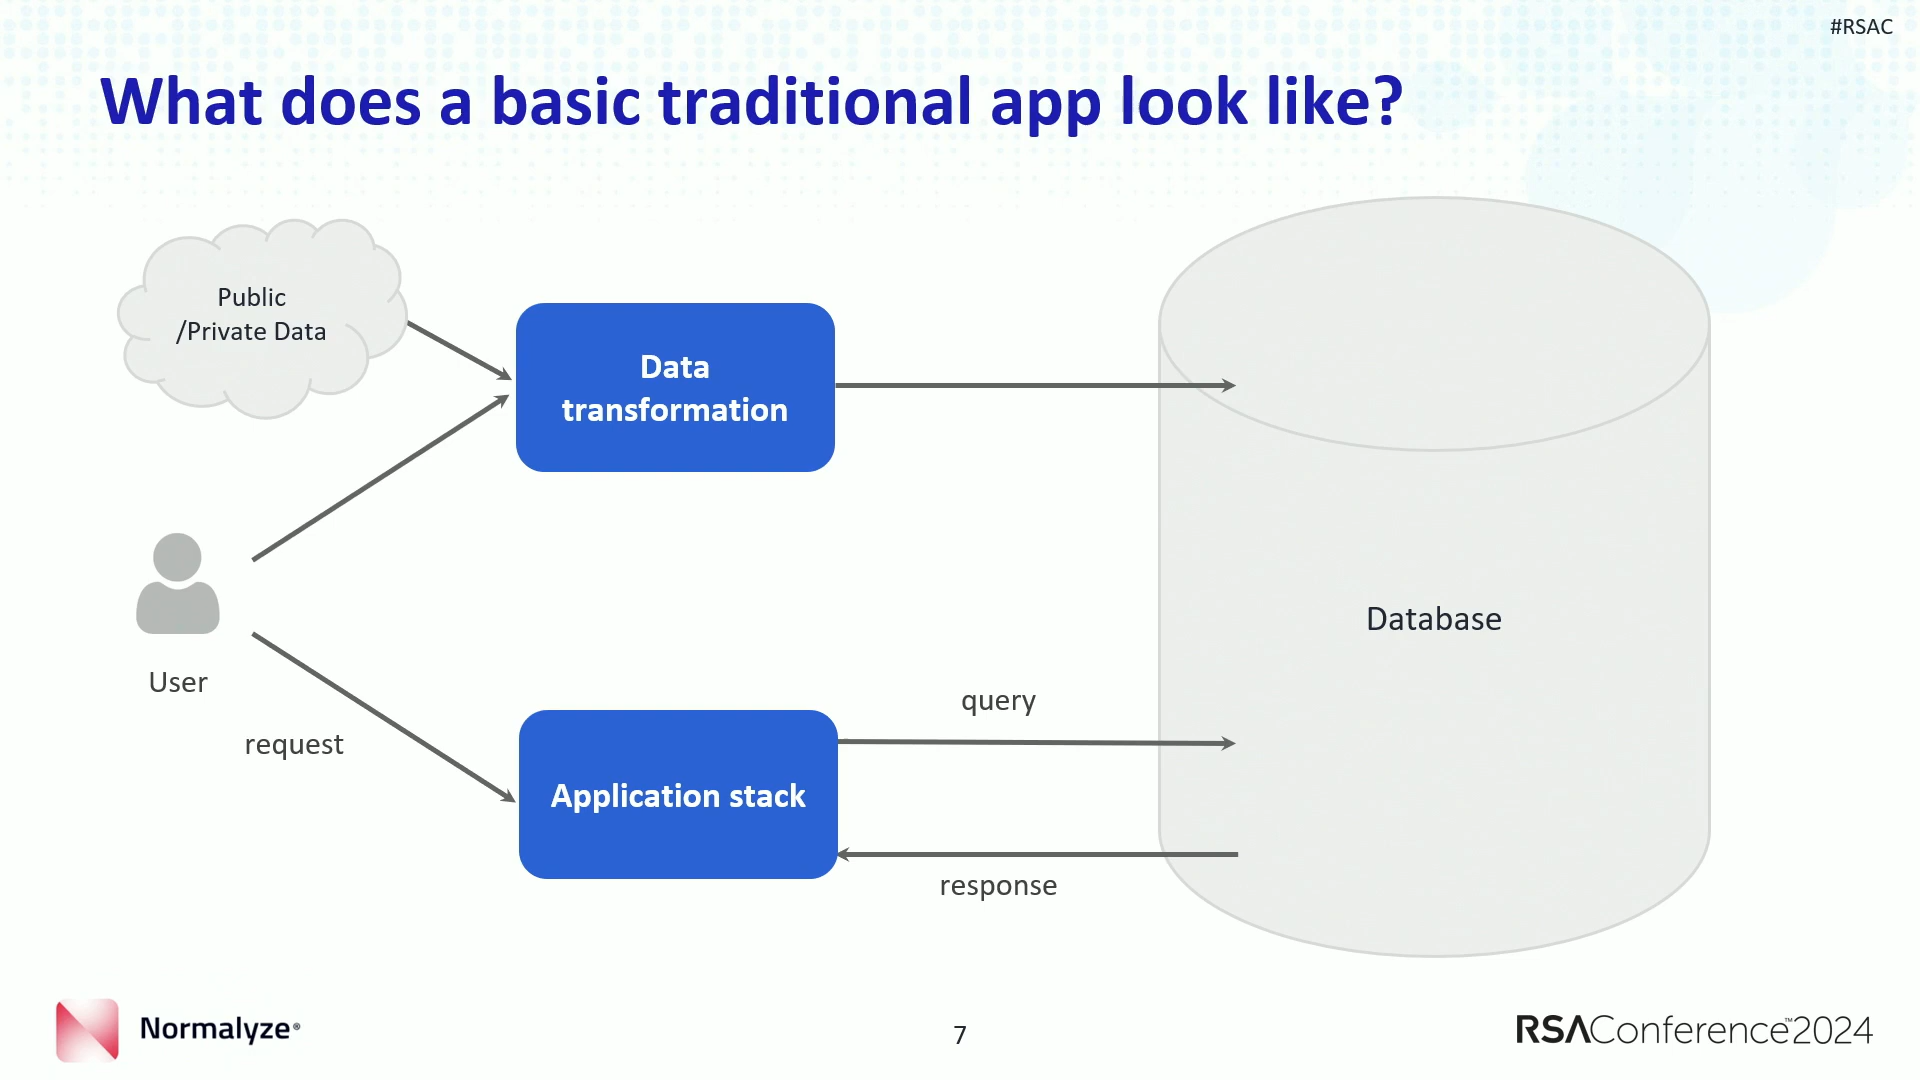 #RSAC
What does a basic traditional app look like?
Public
/Private Data
Data
transformation
User
request
Application stack
query
response
Database
Normalyze®
7
RSAConference™2024